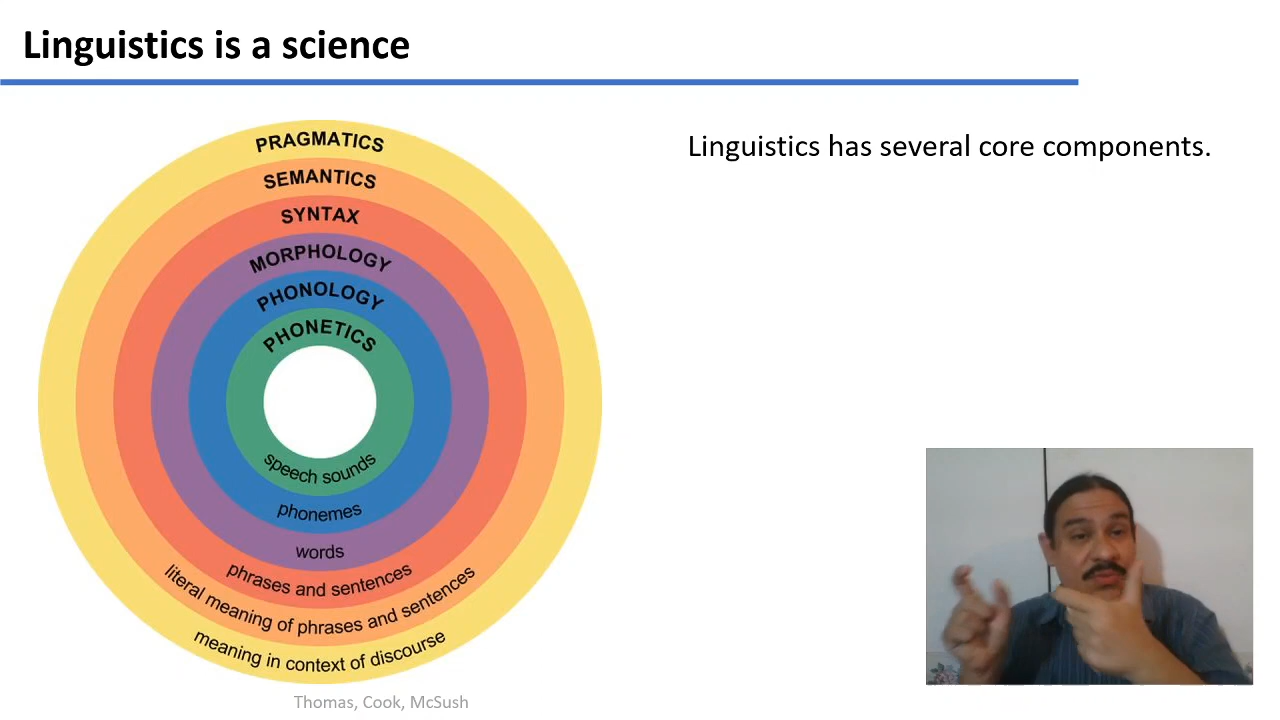 Linguistics is a science
PRAGMATICS
SEMANTICS
SYNTAX
MORPHOLOGY
PHONOLOGY
PHONETICS
speech sounds
phonemes
words
phrases and sentences
literal meaning of phrases and sentences
meaning in context of discourse
Thomas, Cook, McSush
Linguistics has several core components.